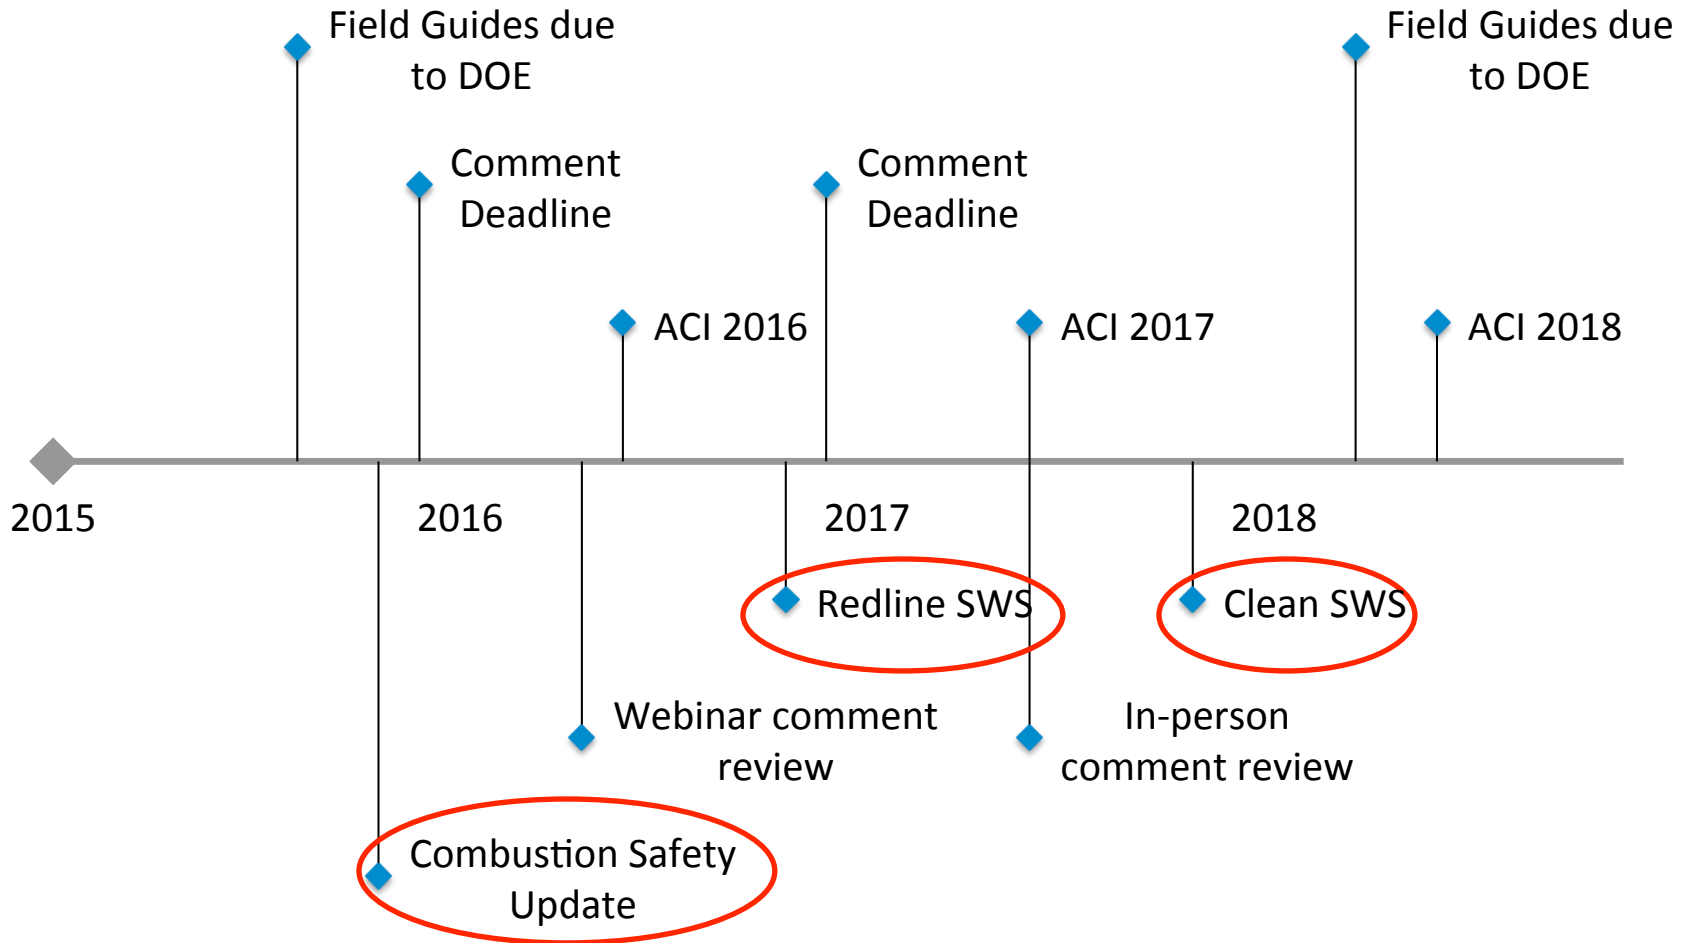 Field Guides due
to DOE
Field Guides due
to DOE
Comment
Deadline
Comment
Deadline
ACI 2016
ACI 2017
ACI 2018
2015
2016
2017
2018
Redline SWS
Clean SWS
Webinar comment
review
In-person
comment review
Combustion Safety
Update